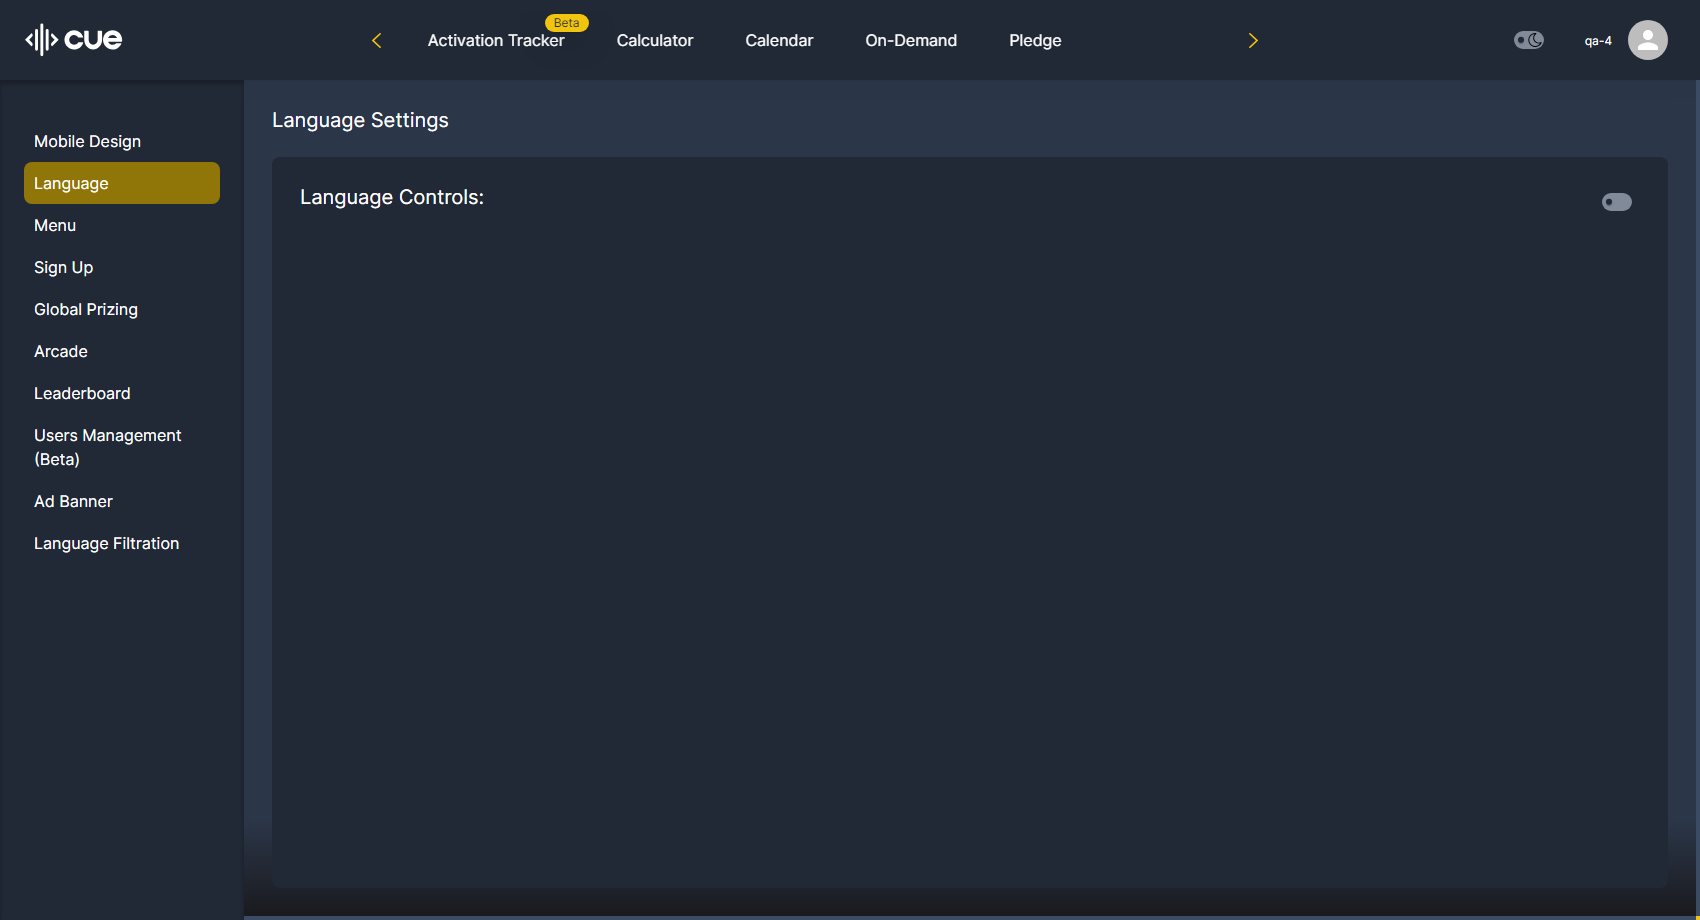 cue
Activation Tracker
Beta
Calculator
Calendar
On-Demand
Pledge
qa-4
Mobile Design
Language
Menu
Sign Up
Global Prizing
Arcade
Leaderboard
Users Management
(Beta)
Ad Banner
Language Filtration
Language Settings
Language Controls: